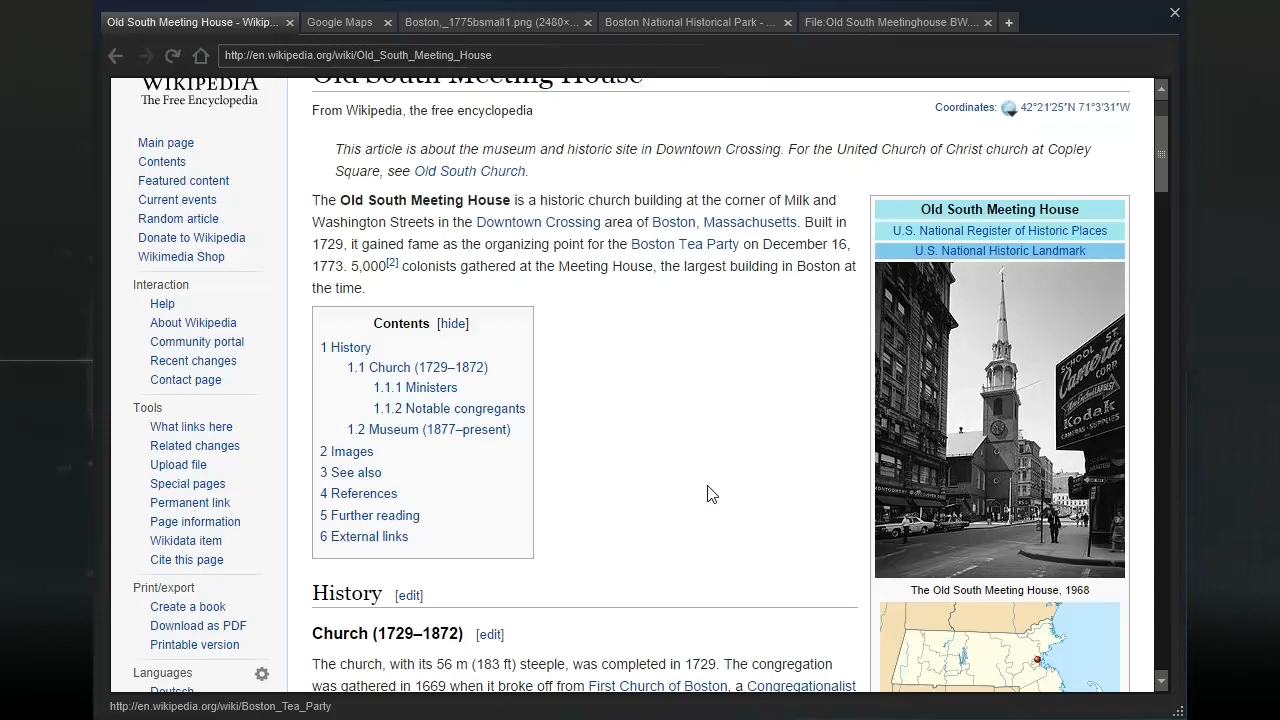 Old South Meeting House - Wikip...
Google Maps
Boston,_1775bsmall1.png (2480×...
Boston National Historical Park - ...
File:Old South Meetinghouse BW....
http://en.wikipedia.org/wiki/Old_South_Meeting_House
WIKIPEDIA
The Free Encyclopedia
Main page
Contents
Featured content
Current events
Random article
Donate to Wikipedia
Wikimedia Shop
Interaction
Help
About Wikipedia
Community portal
Recent changes
Contact page
Tools
What links here
Related changes
Upload file
Special pages
Permanent link
Page information
Wikidata item
Cite this page
Print/export
Create a book
Download as PDF
Printable version
Languages
Deutsch
Old South Meeting House
From Wikipedia, the free encyclopedia
Coordinates: 42°21′25″N 71°3′31″W
This article is about the museum and historic site in Downtown Crossing. For the United Church of Christ church at Copley
Square, see Old South Church.
The Old South Meeting House is a historic church building at the corner of Milk and
Washington Streets in the Downtown Crossing area of Boston, Massachusetts. Built in
1729, it gained fame as the organizing point for the Boston Tea Party on December 16,
1773. 5,000[2] colonists gathered at the Meeting House, the largest building in Boston at
the time.
Contents [hide]
1 History
1.1 Church (1729–1872)
1.1.1 Ministers
1.1.2 Notable congregants
1.2 Museum (1877–present)
2 Images
3 See also
4 References
5 Further reading
6 External links
History [edit]
Church (1729–1872) [edit]
The church, with its 56 m (183 ft) steeple, was completed in 1729. The congregation
was gathered in 1669 when it broke off from First Church of Boston, a Congregationalist
Old South Meeting House
U.S. National Register of Historic Places
U.S. National Historic Landmark
SCHOOL ST.
Camera
CORP.
Kodak
CAMERAS - SUPPLIES
The Old South Meeting House, 1968
http://en.wikipedia.org/wiki/Boston_Tea_Party